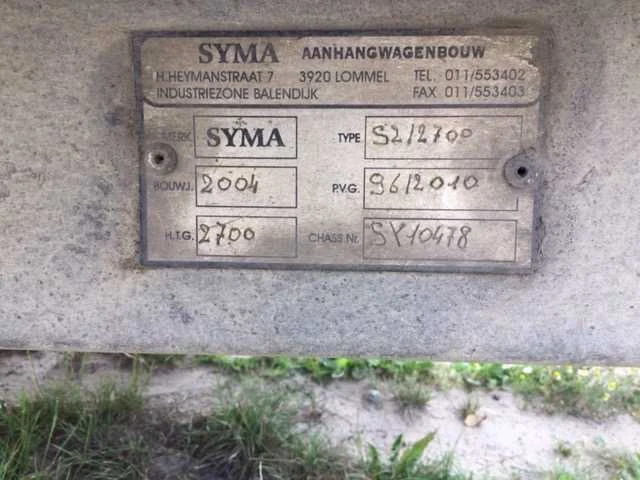 SYMA AANHANGWAGENBOUW
H.HEYMANSTRAAT 7 3920 LOMMEL TEL. 011/553402
INDUSTRIEZONE BALENDIJK FAX 011/553403
MERK. SYMA TYPE S2/2700
BOUWJ. 2004 P.V.G. 96/2010
H.T.G. 2700 CHASS.Nr. SY10478